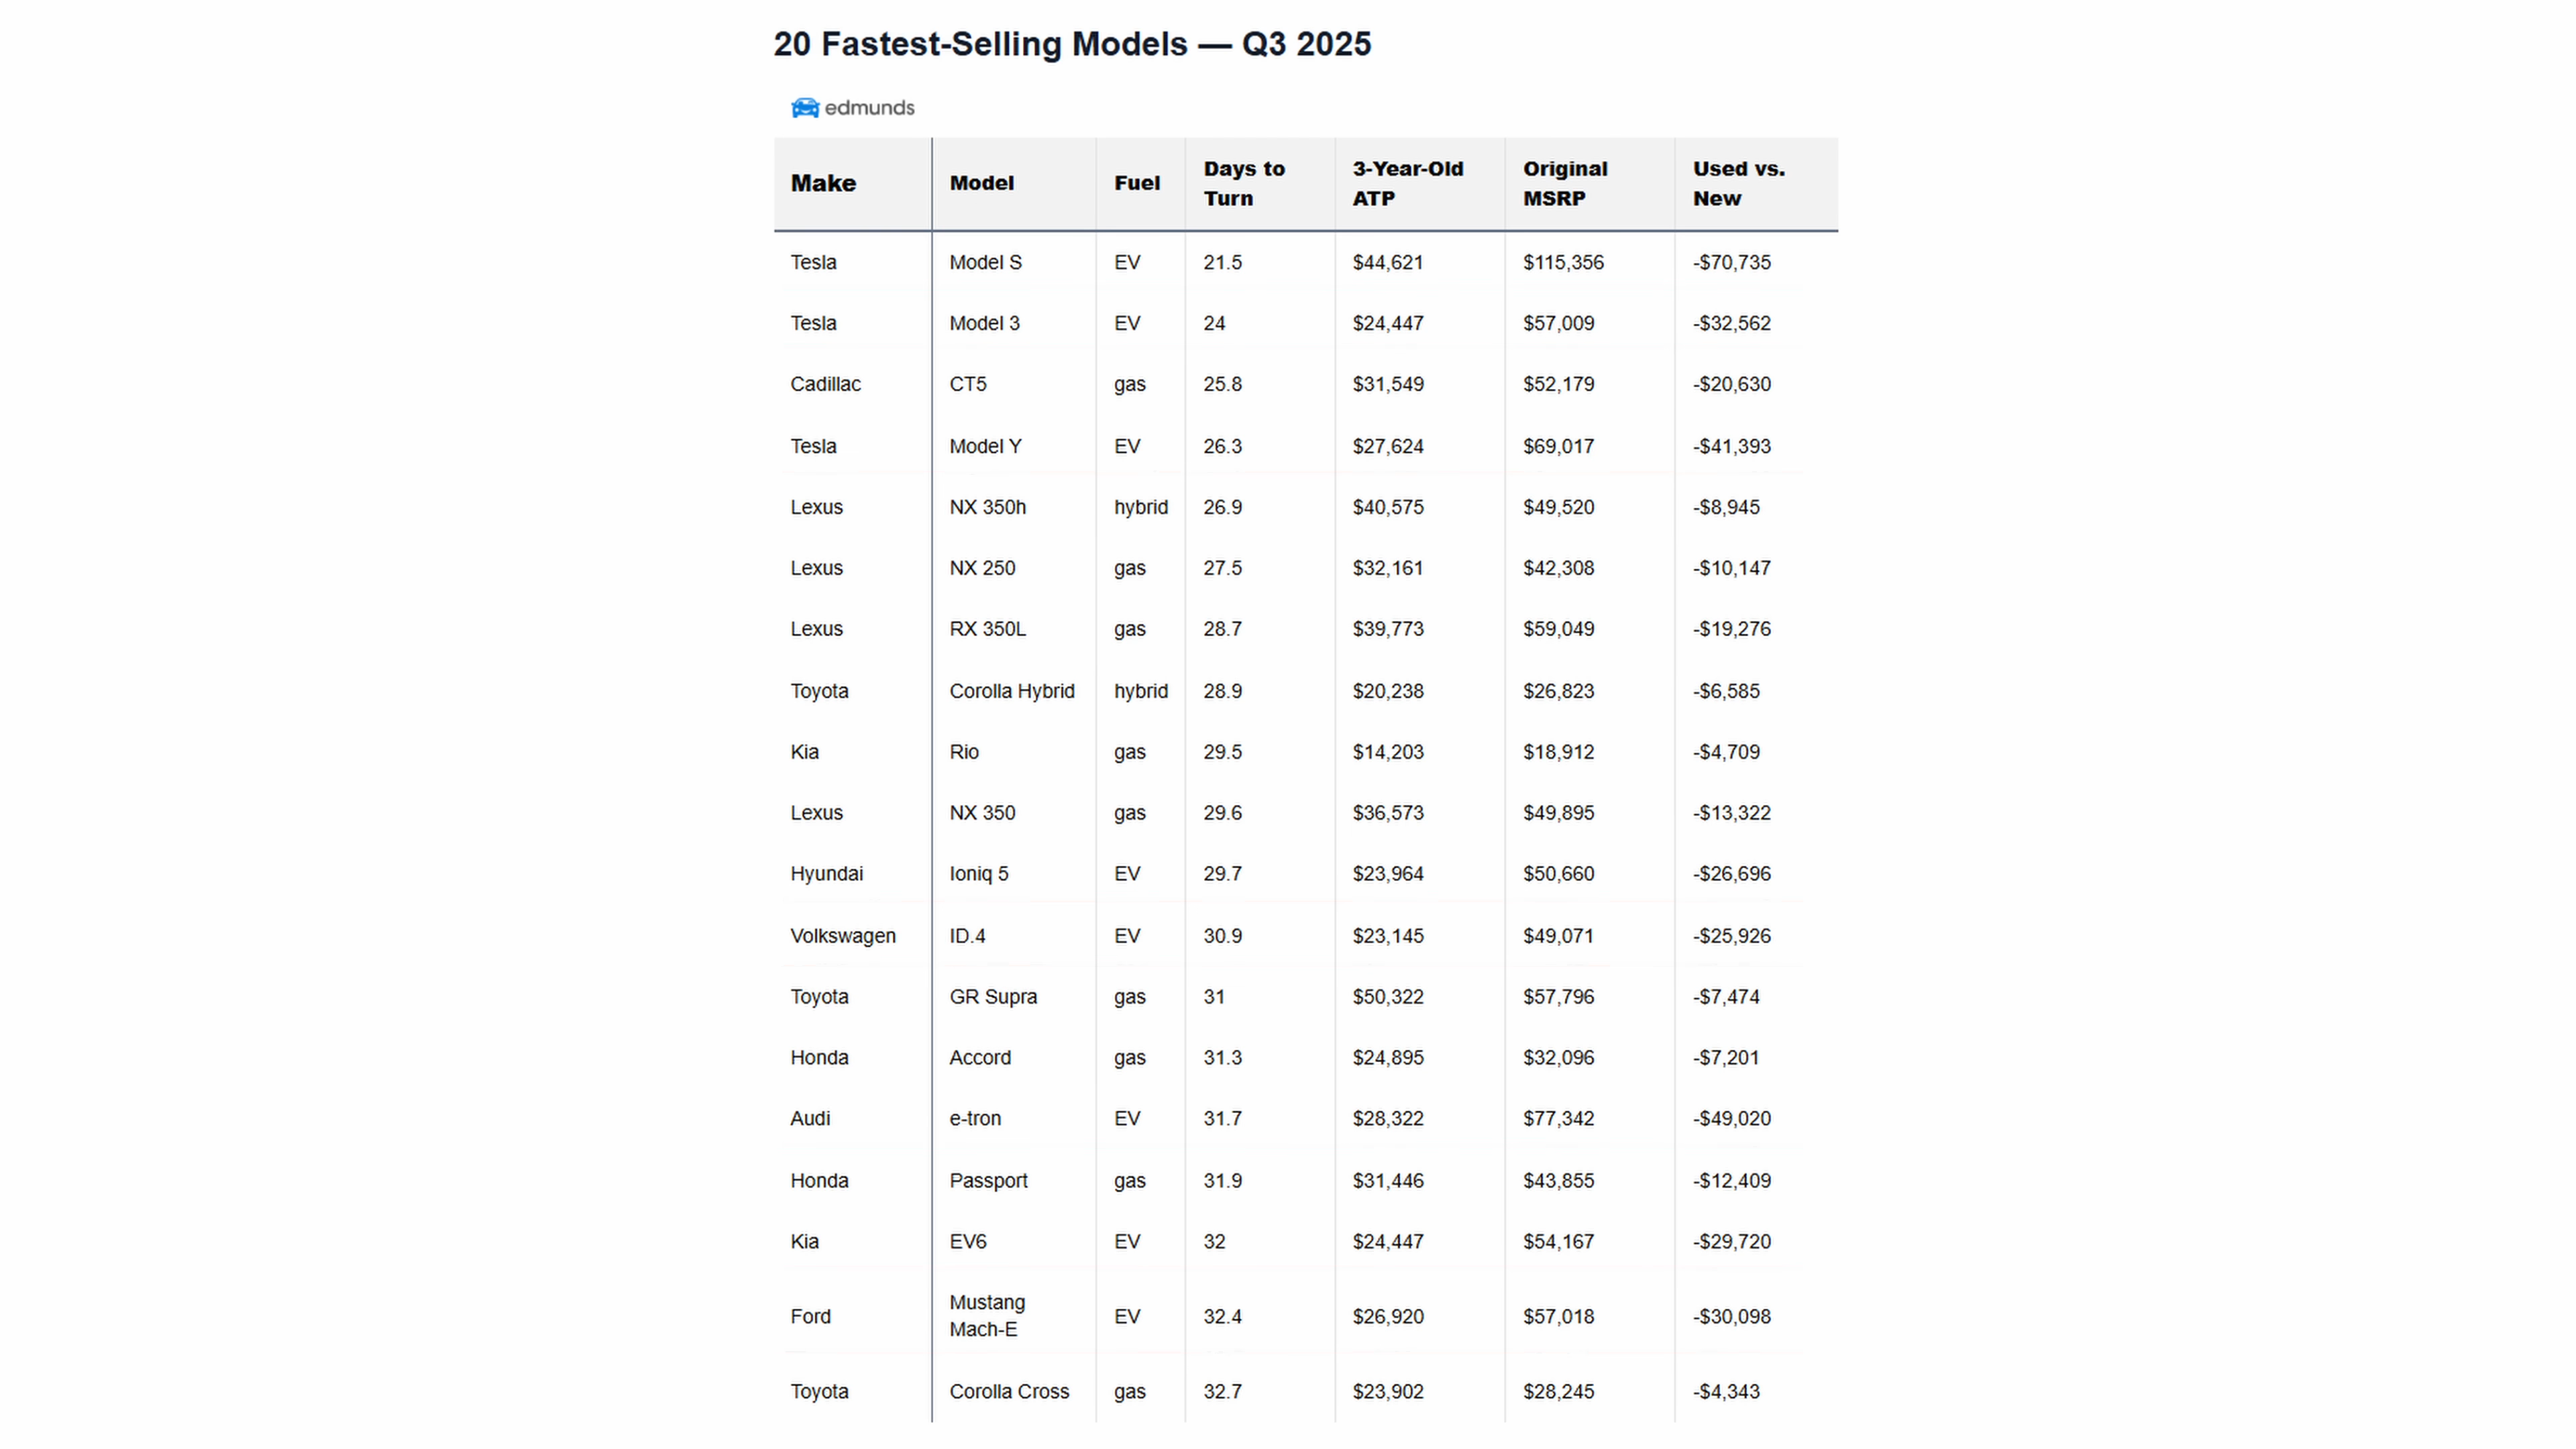 20 Fastest-Selling Models — Q3 2025
edmunds
Make Model Fuel Days to Turn 3-Year-Old ATP Original MSRP Used vs. New
Tesla Model S EV 21.5 $44,621 $115,356 -$70,735
Tesla Model 3 EV 24 $24,447 $57,009 -$32,562
Cadillac CT5 gas 25.8 $31,549 $52,179 -$20,630
Tesla Model Y EV 26.3 $27,624 $69,017 -$41,393
Lexus NX 350h hybrid 26.9 $40,575 $49,520 -$8,945
Lexus NX 250 gas 27.5 $32,161 $42,308 -$10,147
Lexus RX 350L gas 28.7 $39,773 $59,049 -$19,276
Toyota Corolla Hybrid hybrid 28.9 $20,238 $26,823 -$6,585
Kia Rio gas 29.5 $14,203 $18,912 -$4,709
Lexus NX 350 gas 29.6 $36,573 $49,895 -$13,322
Hyundai Ioniq 5 EV 29.7 $23,964 $50,660 -$26,696
Volkswagen ID.4 EV 30.9 $23,145 $49,071 -$25,926
Toyota GR Supra gas 31 $50,322 $57,796 -$7,474
Honda Accord gas 31.3 $24,895 $32,096 -$7,201
Audi e-tron EV 31.7 $28,322 $77,342 -$49,020
Honda Passport gas 31.9 $31,446 $43,855 -$12,409
Kia EV6 EV 32 $24,447 $54,167 -$29,720
Ford Mustang Mach-E EV 32.4 $26,920 $57,018 -$30,098
Toyota Corolla Cross gas 32.7 $23,902 $28,245 -$4,343